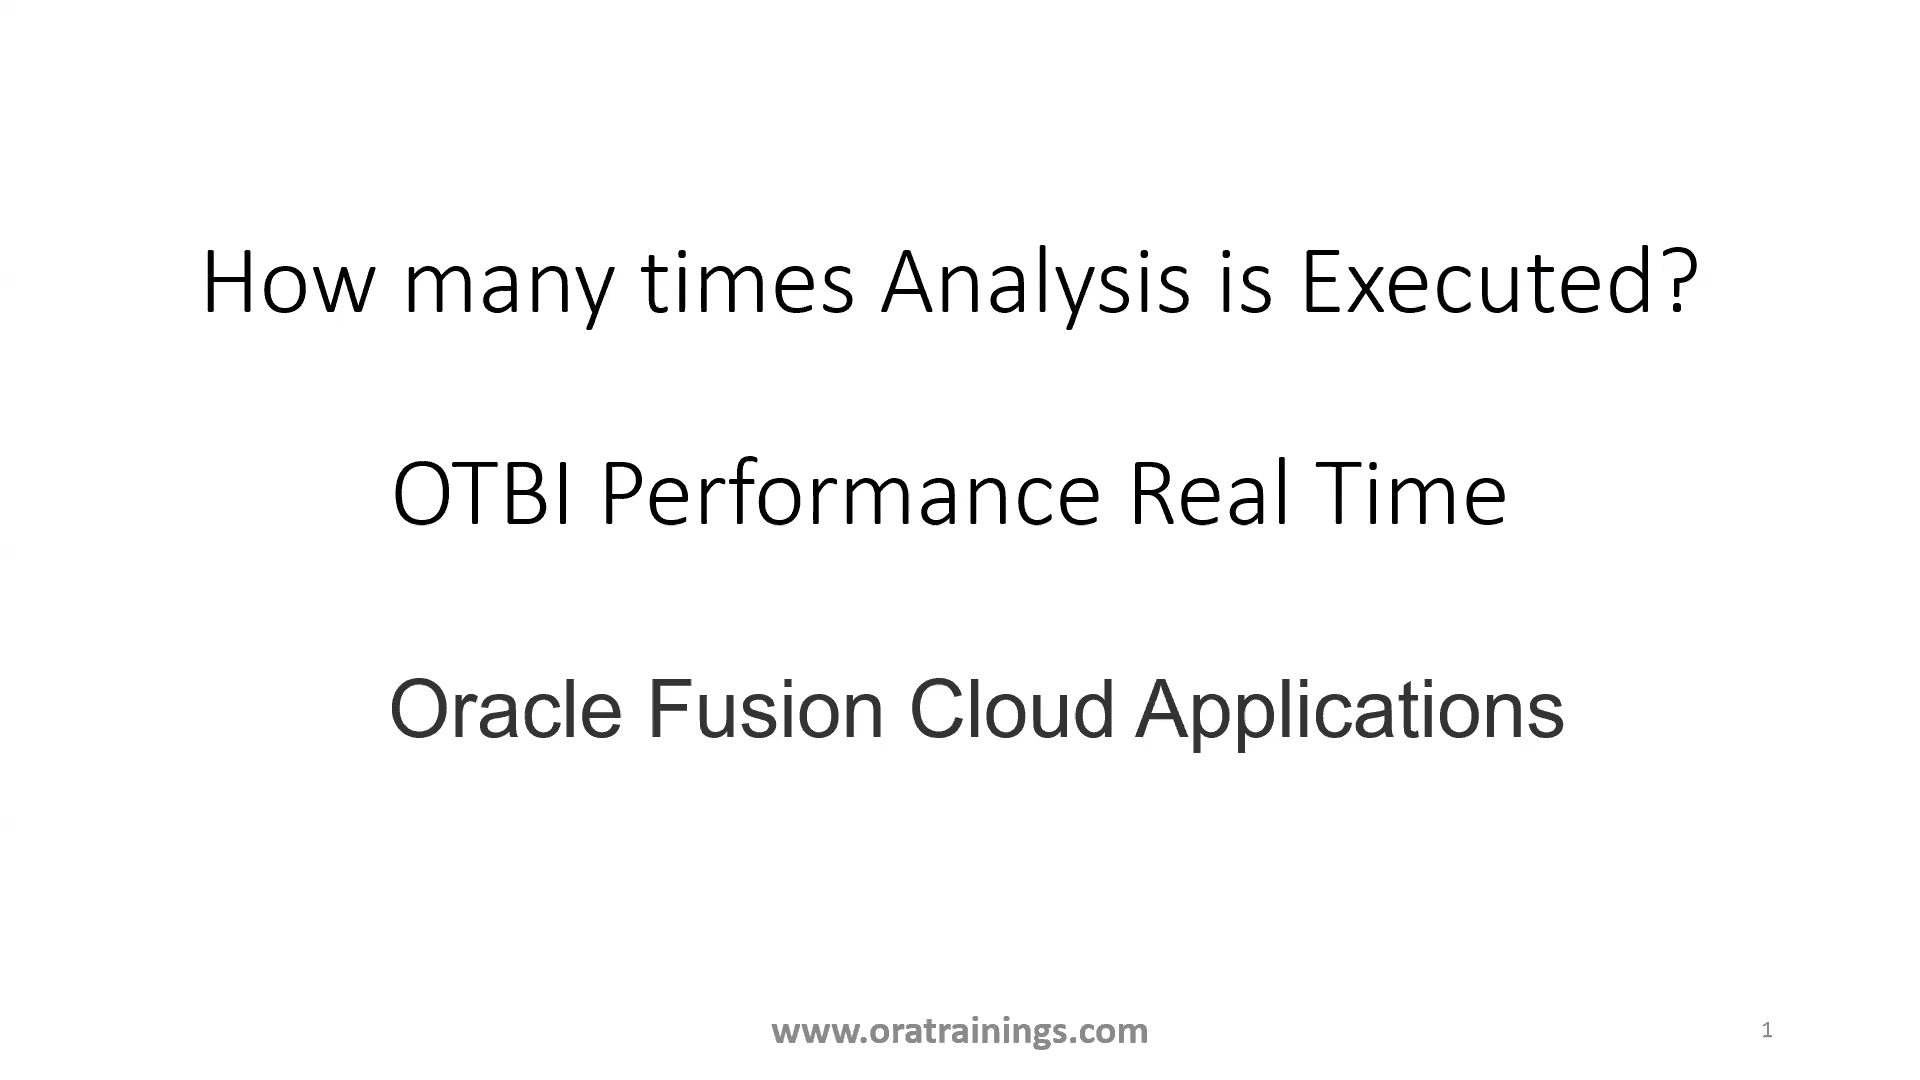 How many times Analysis is Executed?
OTBI Performance Real Time
Oracle Fusion Cloud Applications
www.oratrainings.com
1